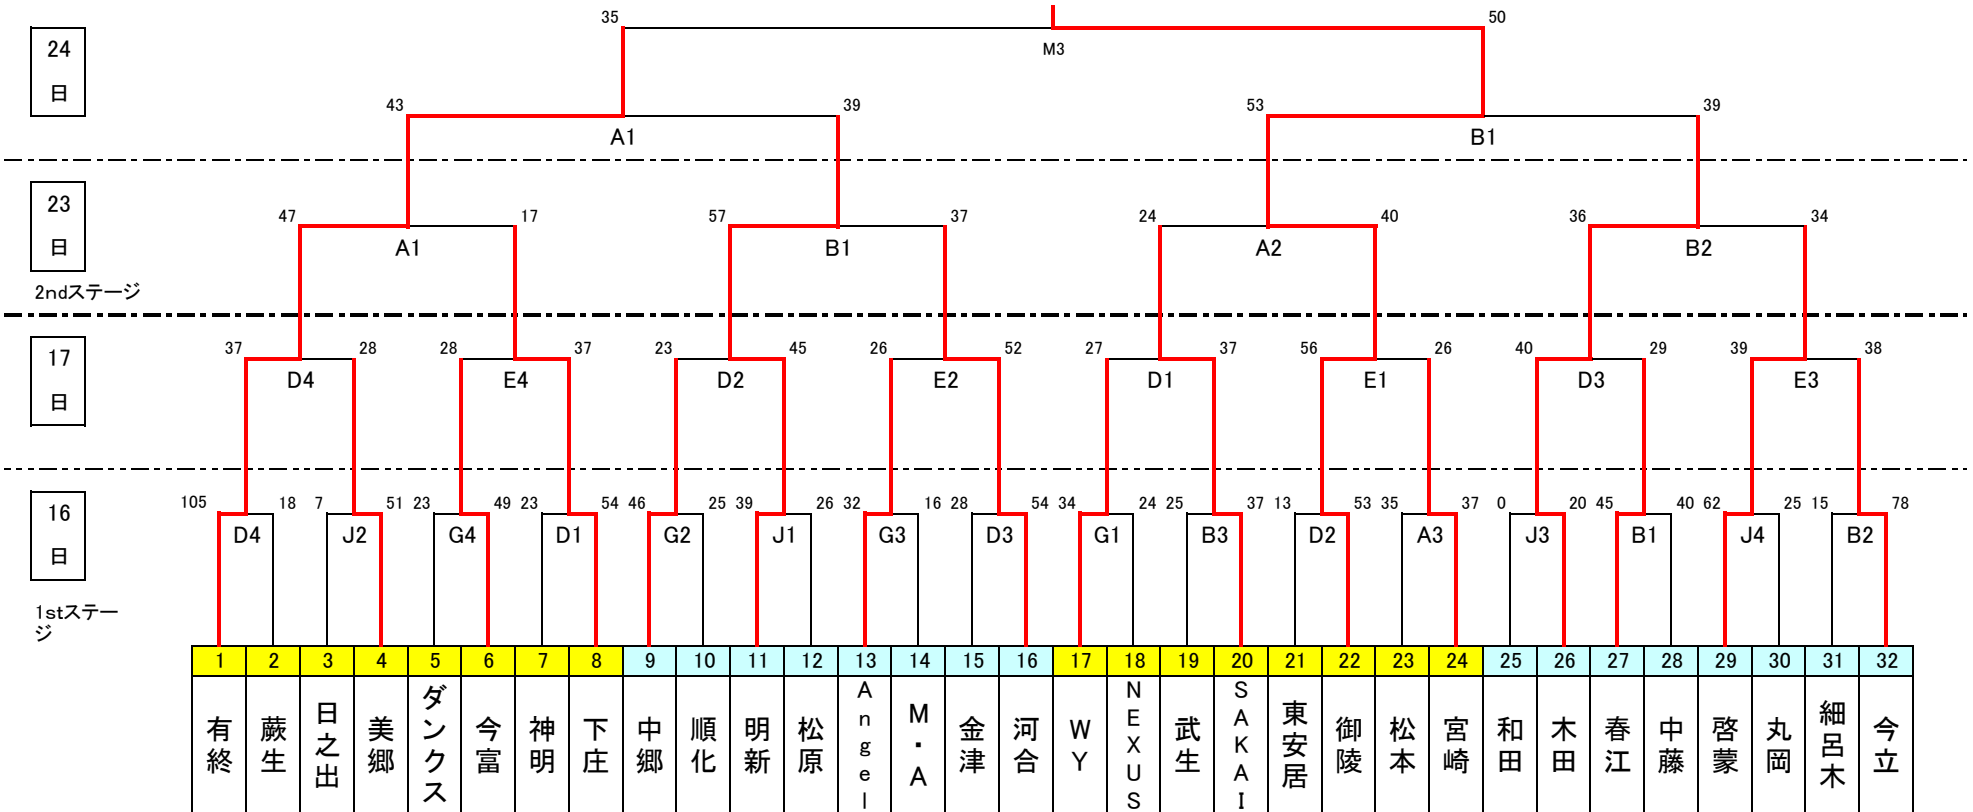 35 50
24
日
M3
43 39 53 39
A1 B1
23
日
47 17 57 37 24 40 36 34
A1 B1 A2 B2
2ndステージ
17
日
37 28 28 37 23 45 26 52 27 37 56 26 40 29 39 38
D4 E4 D2 E2 D1 E1 D3 E3
16
日
105 18 7 51 23 49 23 54 46 25 39 26 32 16 28 54 34 24 25 37 13 53 35 37 0 20 45 40 62 25 15 78
D4 J2 G4 D1 G2 J1 G3 D3 G1 B3 D2 A3 J3 B1 J4 B2
1stステー
ジ
1 2 3 4 5 6 7 8 9 10 11 12 13 14 15 16 17 18 19 20 21 22 23 24 25 26 27 28 29 30 31 32
有終
蕨生
日之出
美郷
ダンクス
今富
神明
下庄
中郷
順化
明新
松原
Angel
M・A
金津
河合
WY
NEXUS
武生
SAKAI
東安居
御陵
松本
宮崎
和田
木田
春江
中藤
啓蒙
丸岡
細呂木
今立